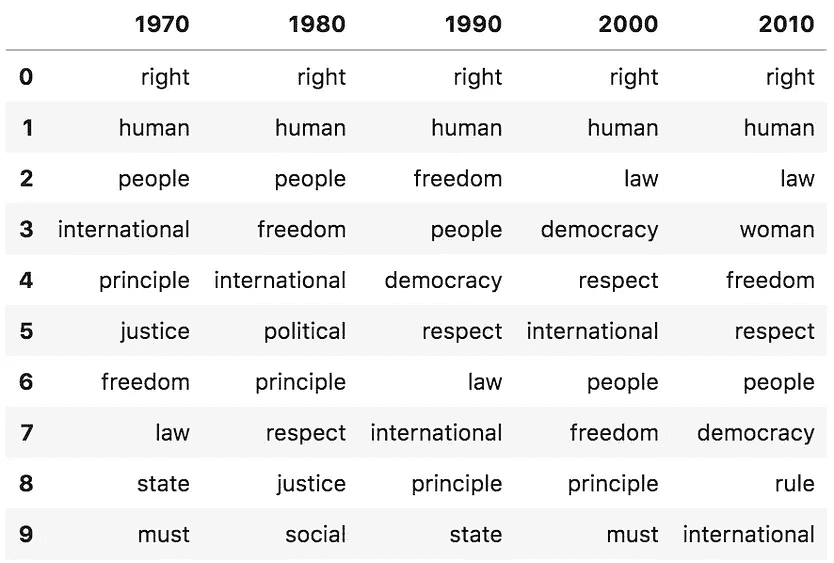 1970 1980 1990 2000 2010
0 right right right right right
1 human human human human human
2 people people freedom law law
3 international freedom people democracy woman
4 principle international democracy respect freedom
5 justice political respect international respect
6 freedom principle law people people
7 law respect international freedom democracy
8 state justice principle principle rule
9 must social state must international